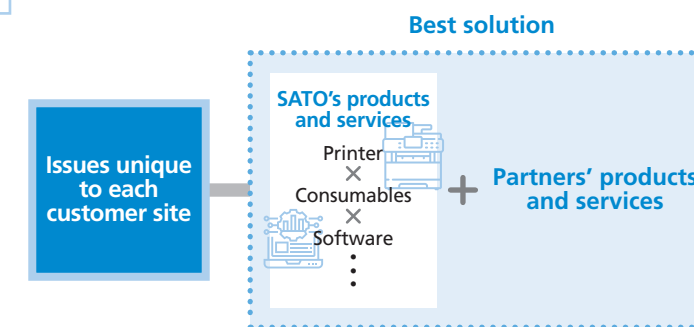 Best solution
Issues unique
to each
customer site
SATO's products
and services
Printer
×
Consumables
×
Software
+
Partners' products
and services